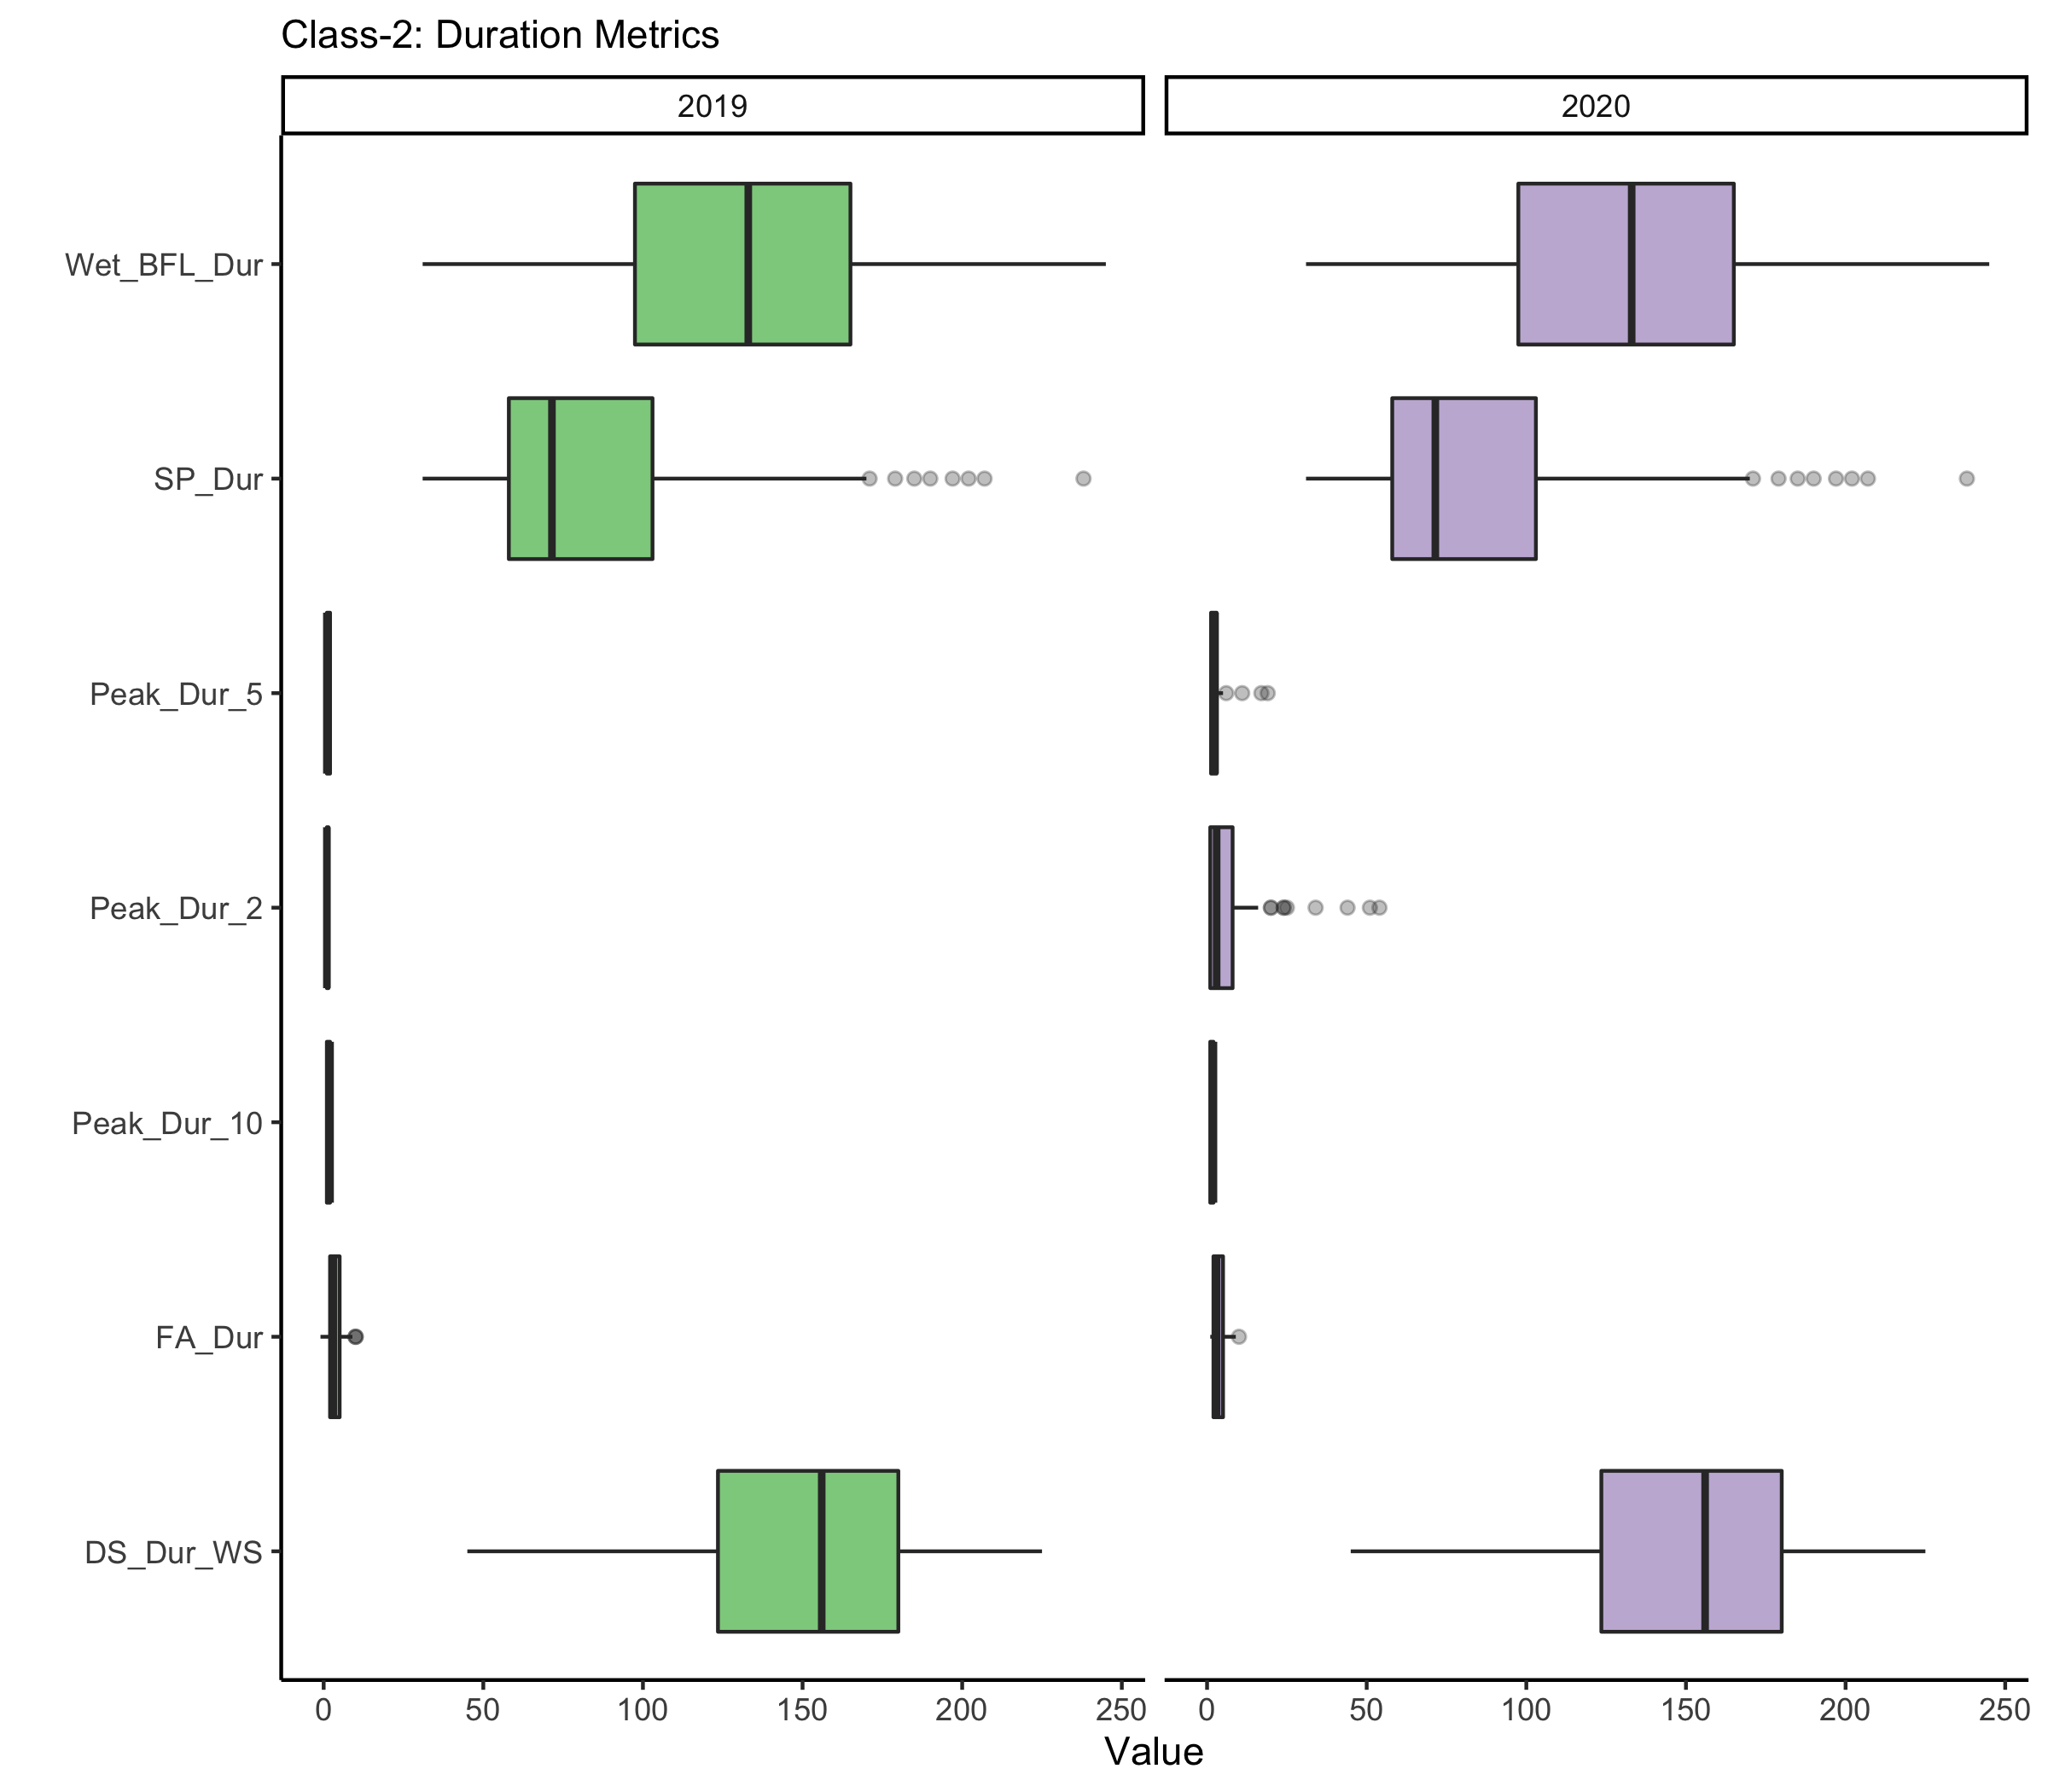 Class-2: Duration Metrics
2019 2020
Wet_BFL_Dur
SP_Dur
Peak_Dur_5
Peak_Dur_2
Peak_Dur_10
FA_Dur
DS_Dur_WS
0 50 100 150 200 250 0 50 100 150 200 250
Value